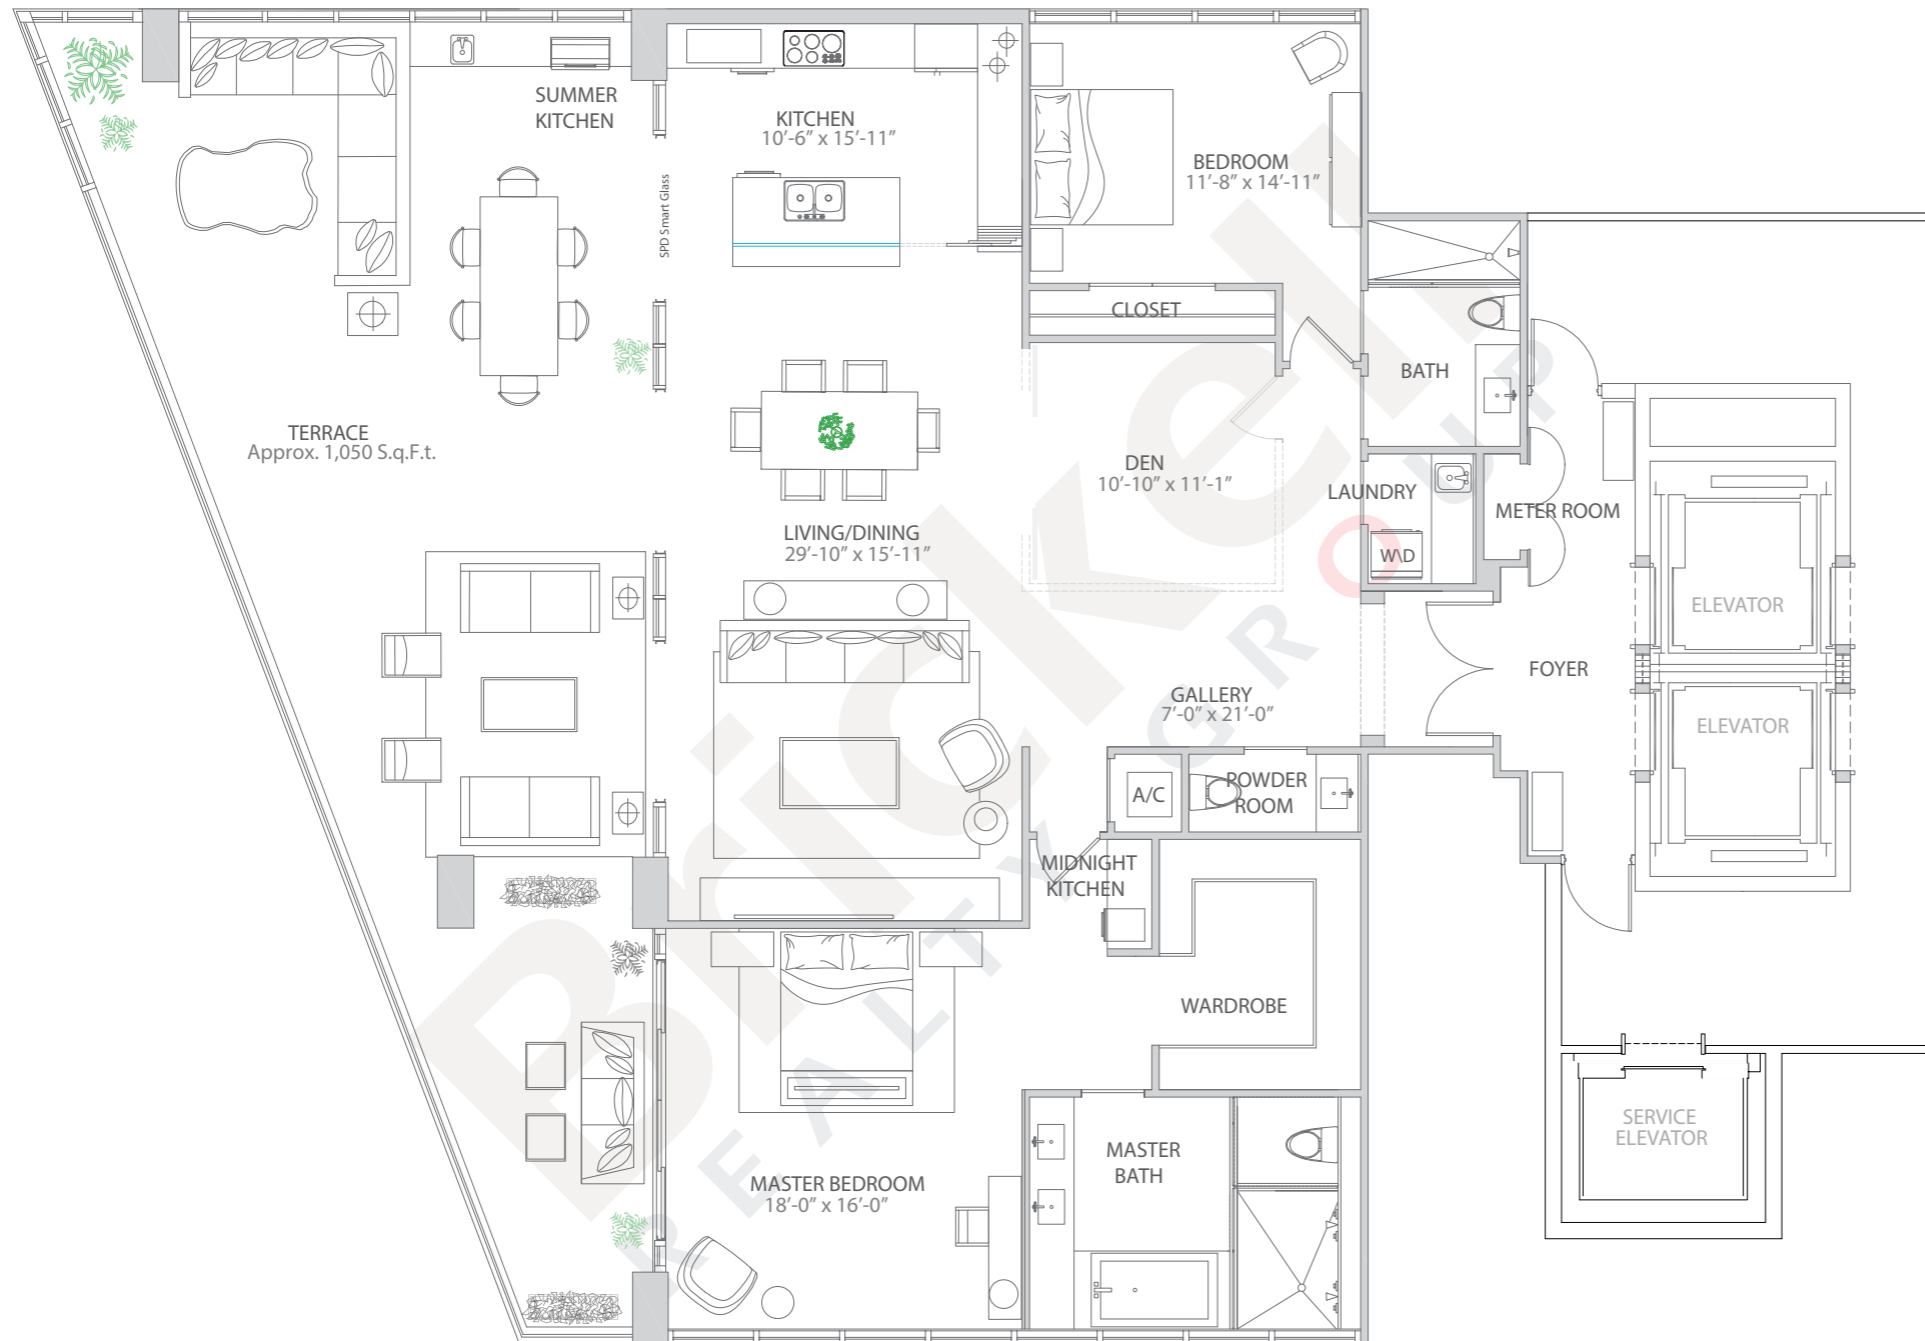 SUMMER
KITCHEN
KITCHEN
10'-6" x 15'-11"
BEDROOM
11'-8" x 14'-11"
SPD Smart Glass
CLOSET
BATH
TERRACE
Approx. 1,050 S.q.F.t.
DEN
10'-10" x 11'-1"
LAUNDRY
W\D
METER ROOM
LIVING/DINING
29'-10" x 15'-11"
ELEVATOR
FOYER
GALLERY
7'-0" x 21'-0"
ELEVATOR
A/C
POWDER
ROOM
MIDNIGHT
KITCHEN
WARDROBE
SERVICE
ELEVATOR
MASTER
BATH
MASTER BEDROOM
18'-0" x 16'-0"
Brickell
REALTY GROUP